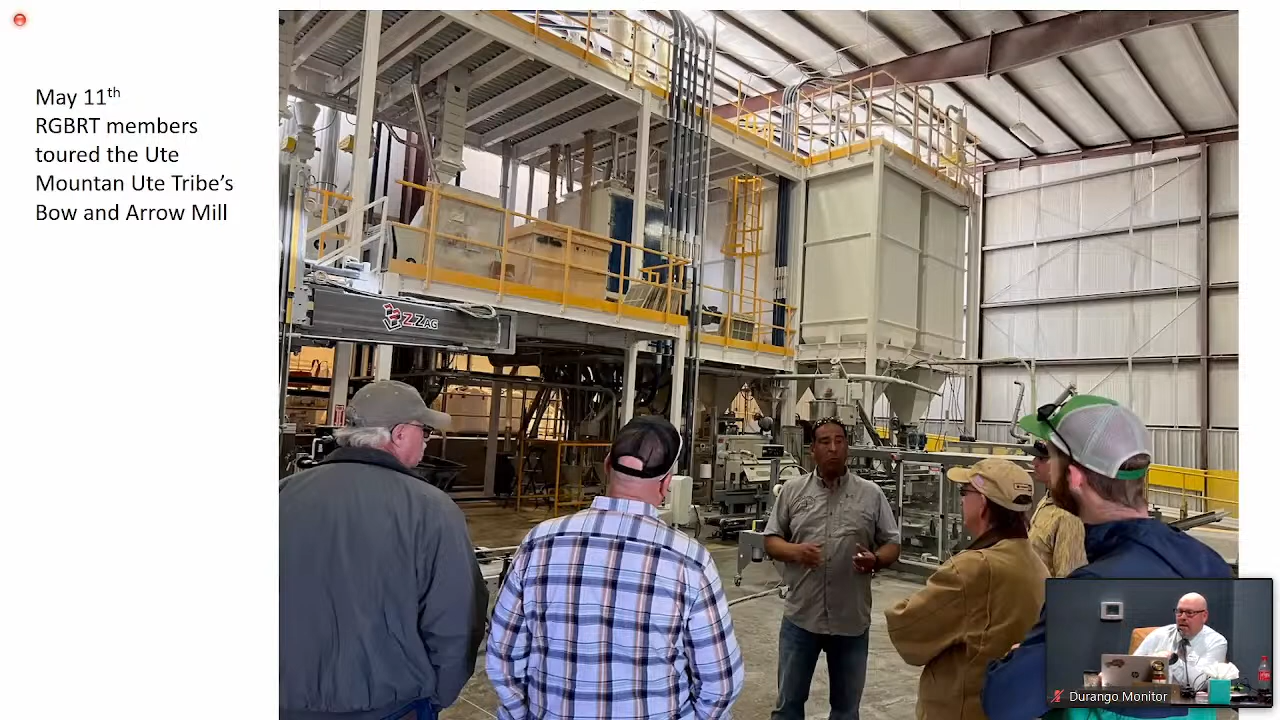 May 11th
RGBRT members
toured the Ute
Mountan Ute Tribe's
Bow and Arrow Mill
ZZAG
Durango Monitor